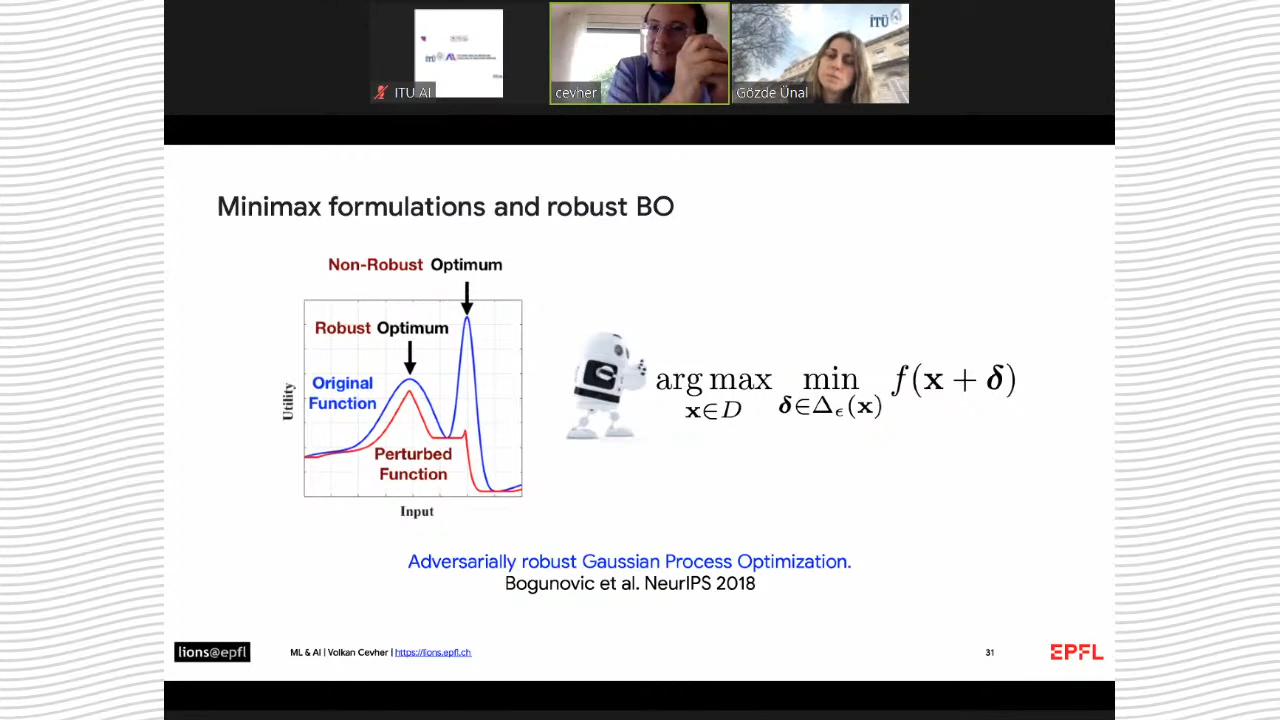 İTÜ
İTÜ
ITU AI
cevher
Gözde Ünal
Minimax formulations and robust BO
Non-Robust Optimum
Robust Optimum
Original
Function
Perturbed
Function
Utility
Input
arg max min f(x + δ)
x∈D δ∈Δϵ(x)
Adversarially robust Gaussian Process Optimization.
Bogunovic et al. NeurIPS 2018
lions@epfl
ML & AI | Volkan Cevher | https://lions.epfl.ch
31
EPFL